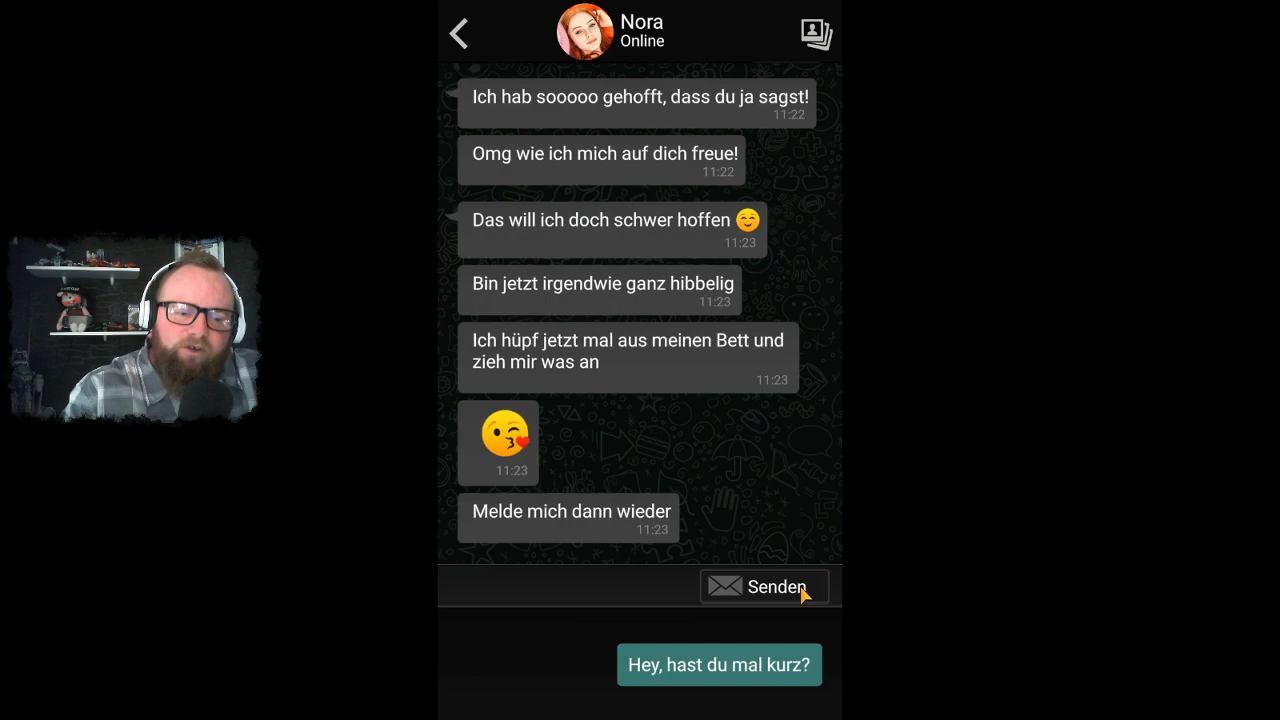 Nora
Online
Ich hab sooooo gehofft, dass du ja sagst!
11:22
Omg wie ich mich auf dich freue!
11:22
Das will ich doch schwer hoffen ☺️
11:23
Bin jetzt irgendwie ganz hibbelig
11:23
Ich hüpf jetzt mal aus meinen Bett und
zieh mir was an
11:23
😘
11:23
Melde mich dann wieder
11:23
Senden
Hey, hast du mal kurz?